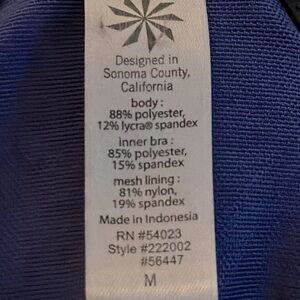 Designed in
Sonoma County,
California
body :
88% polyester,
12% lycra® spandex
inner bra :
85% polyester,
15% spandex
mesh lining :
81% nylon,
19% spandex
Made in Indonesia
RN #54023
Style #222002
#56447
M